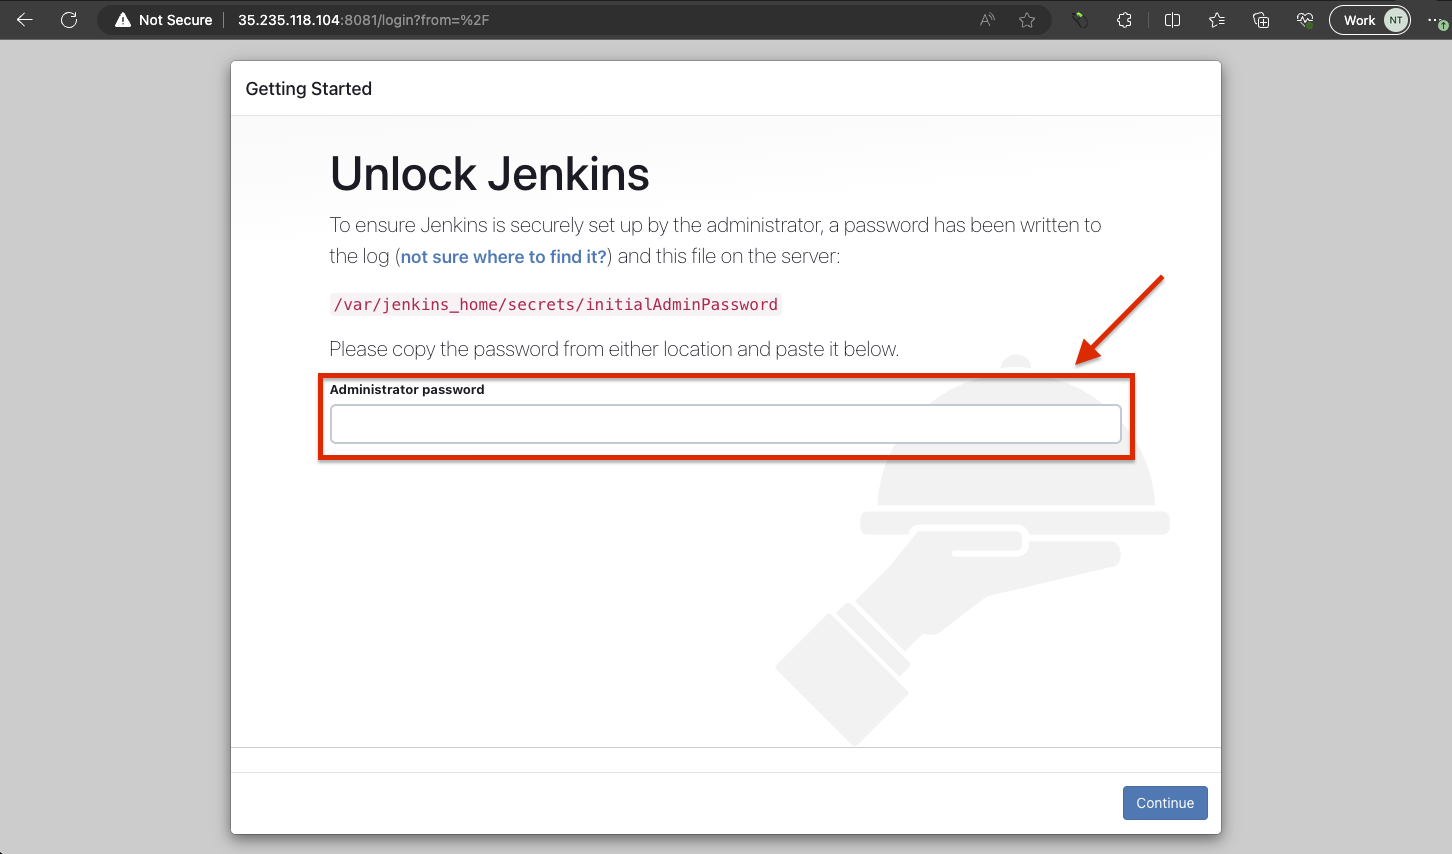 Not Secure 35.235.118.104:8081/login?from=%2F Work NT
Getting Started
Unlock Jenkins
To ensure Jenkins is securely set up by the administrator, a password has been written to
the log (not sure where to find it?) and this file on the server:
/var/jenkins_home/secrets/initialAdminPassword
Please copy the password from either location and paste it below.
Administrator password
Continue